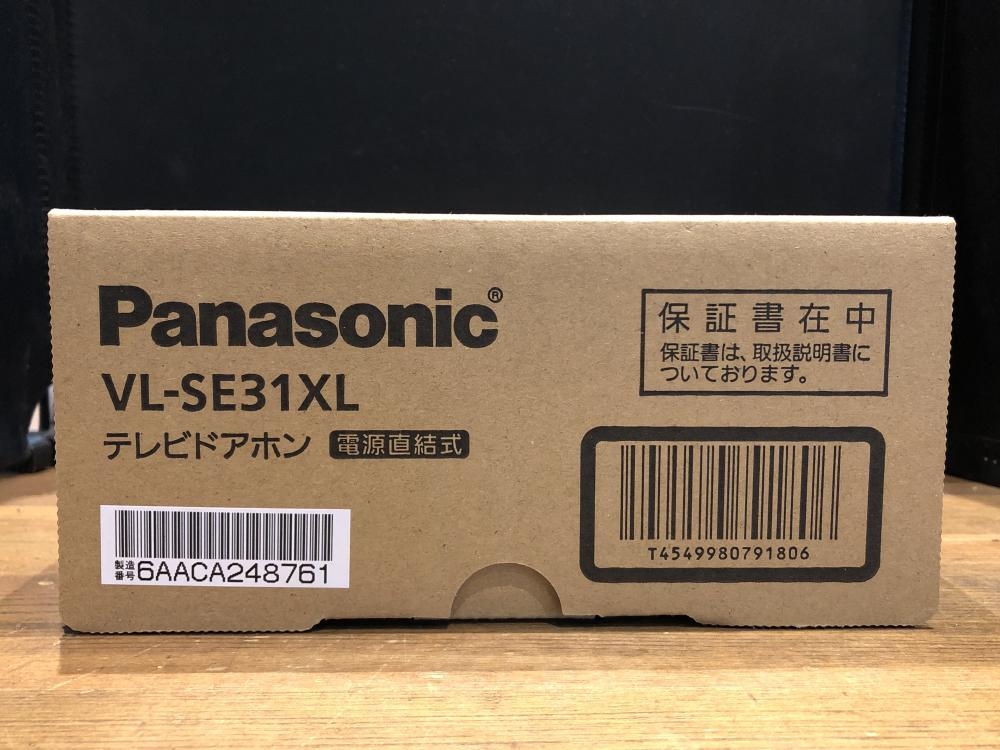 Panasonic®
VL-SE31XL
テレビドアホン 電源直結式
製造番号 6AACA248761
保証書在中
保証書は、取扱説明書に
ついております。
T4549980791806